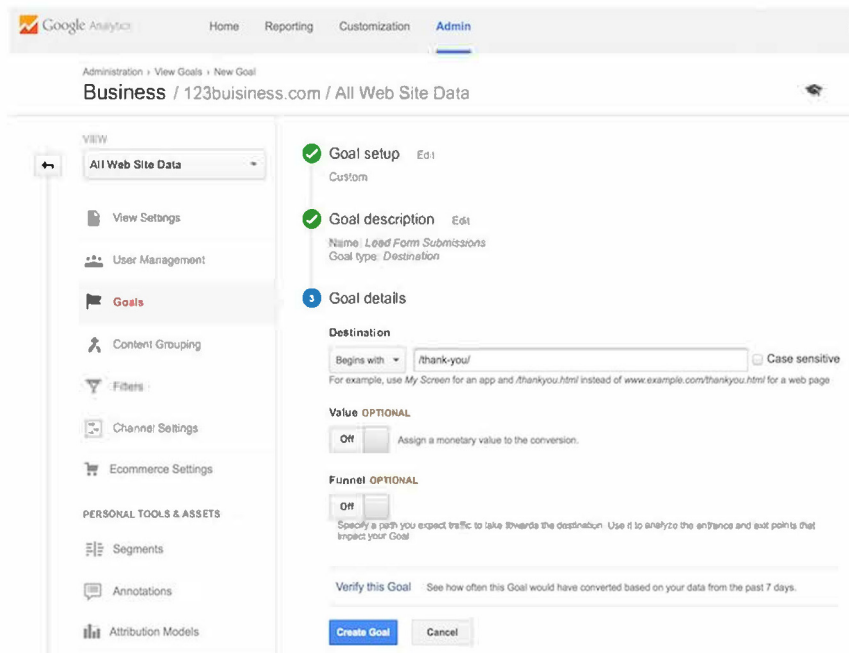 Google Analytics
Home Reporting Customization Admin
Administration › View Goals › New Goal
Business / 123buisiness.com / All Web Site Data
VIEW
All Web Site Data
View Settings
User Management
Goals
Content Grouping
Filters
Channel Settings
Ecommerce Settings
PERSONAL TOOLS & ASSETS
Segments
Annotations
Attribution Models
Goal setup Edit
Custom
Goal description Edit
Name: Lead Form Submissions
Goal type: Destination
3 Goal details
Destination
Begins with /thank-you/ Case sensitive
For example, use My Screen for an app and /thankyou.html instead of www.example.com/thankyou.html for a web page
Value OPTIONAL
Off Assign a monetary value to the conversion.
Funnel OPTIONAL
Off
Specify a path you expect traffic to take towards the destination. Use it to analyze the entrance and exit points that
impact your Goal
Verify this Goal See how often this Goal would have converted based on your data from the past 7 days.
Create Goal Cancel